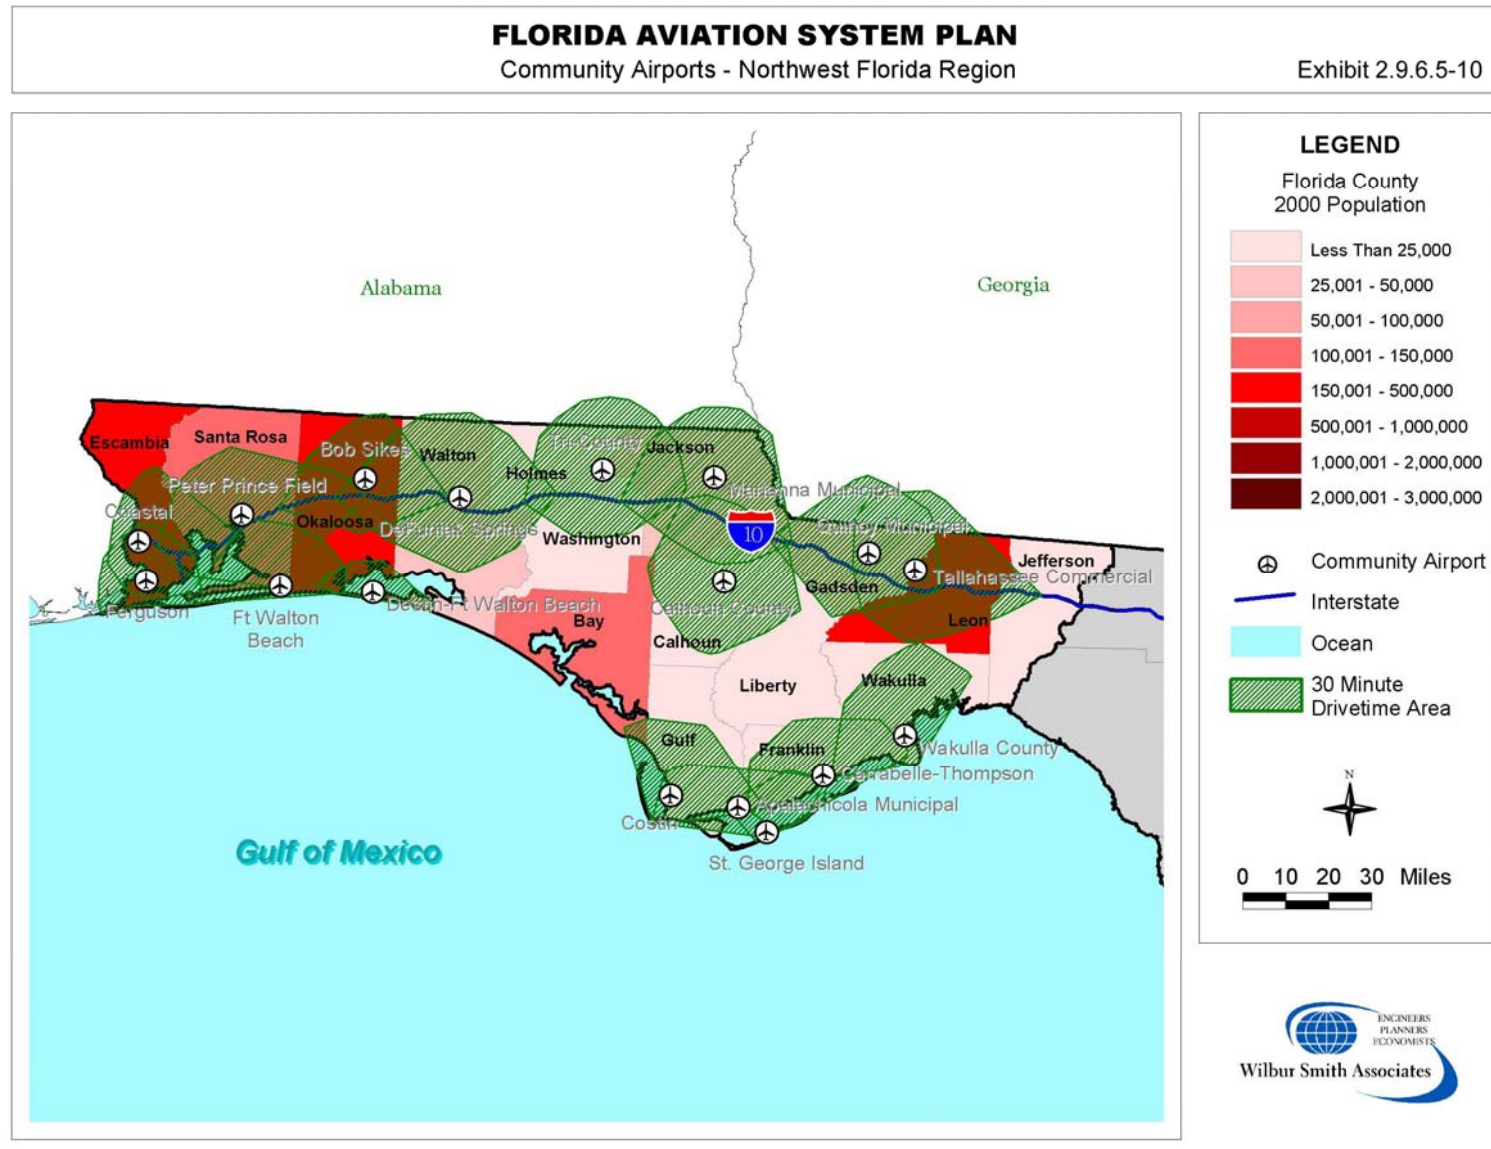 FLORIDA AVIATION SYSTEM PLAN
Community Airports - Northwest Florida Region
Exhibit 2.9.6.5-10
Alabama
Georgia
Escambia
Santa Rosa
Bob Sikes
Walton
Holmes
Tri-County
Jackson
Peter Prince Field
Coastal
Okaloosa
DeFuniak Springs
Washington
Marianna Municipal
10
Quincy Municipal
Jefferson
Tallahassee Commercial
Gadsden
Ferguson
Ft Walton
Beach
Destin-Ft Walton Beach
Bay
Calhoun County
Calhoun
Leon
Liberty
Wakulla
Gulf
Franklin
Wakulla County
Carrabelle-Thompson
Apalachicola Municipal
Costin
St. George Island
Gulf of Mexico
LEGEND
Florida County
2000 Population
Less Than 25,000
25,001 - 50,000
50,001 - 100,000
100,001 - 150,000
150,001 - 500,000
500,001 - 1,000,000
1,000,001 - 2,000,000
2,000,001 - 3,000,000
Community Airport
Interstate
Ocean
30 Minute
Drivetime Area
N
0 10 20 30 Miles
ENGINEERS
PLANNERS
ECONOMISTS
Wilbur Smith Associates